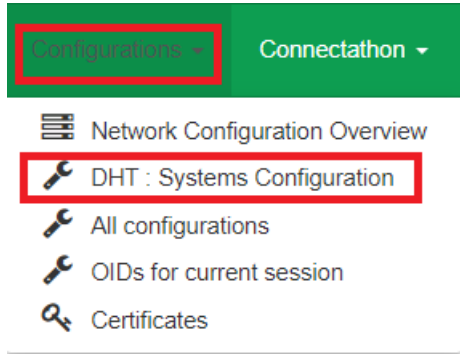 Configurations Connectathon
Network Configuration Overview
DHT : Systems Configuration
All configurations
OIDs for current session
Certificates